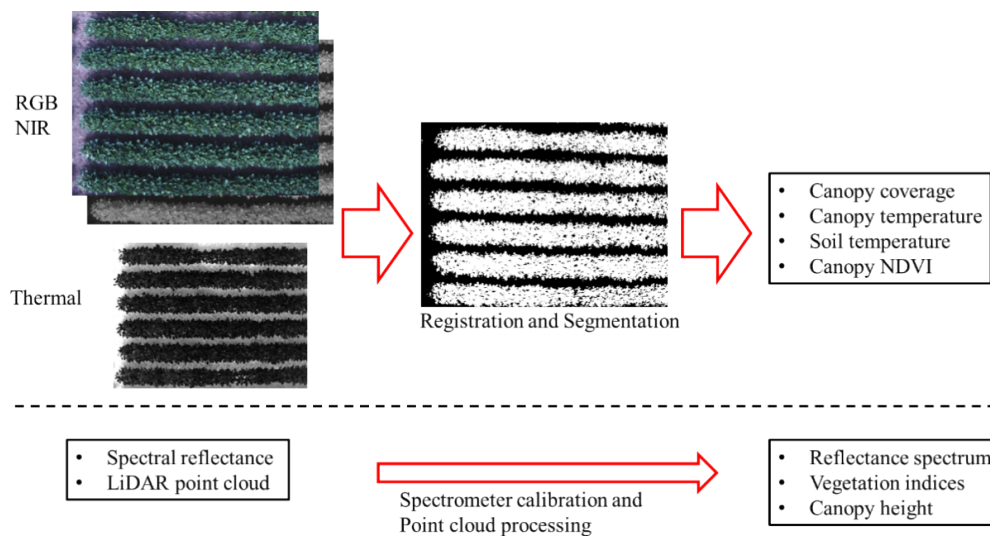 RGB
NIR
Thermal
Registration and Segmentation
• Canopy coverage
• Canopy temperature
• Soil temperature
• Canopy NDVI
• Spectral reflectance
• LiDAR point cloud
Spectrometer calibration and
Point cloud processing
• Reflectance spectrum
• Vegetation indices
• Canopy height